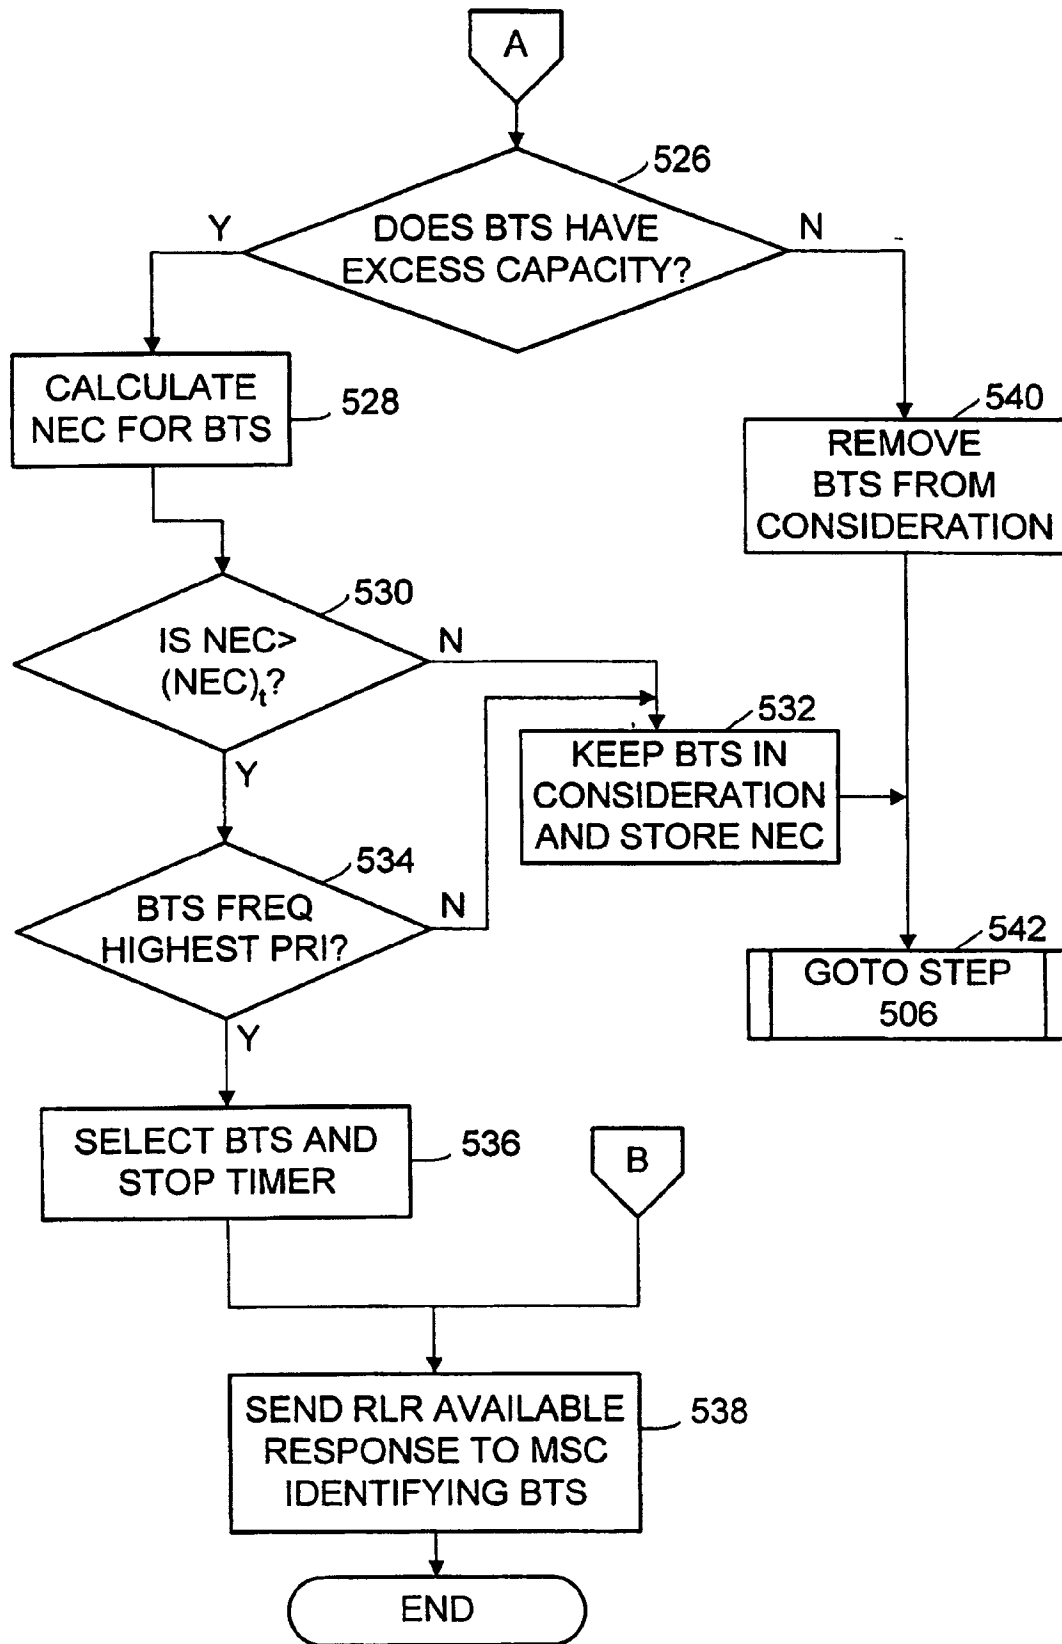 A
526
DOES BTS HAVE
EXCESS CAPACITY?
Y
N
CALCULATE
NEC FOR BTS
528
540
REMOVE
BTS FROM
CONSIDERATION
530
IS NEC>
(NEC)t?
N
Y
532
KEEP BTS IN
CONSIDERATION
AND STORE NEC
534
BTS FREQ
HIGHEST PRI?
N
Y
542
GOTO STEP
506
SELECT BTS AND
STOP TIMER
536
B
SEND RLR AVAILABLE
RESPONSE TO MSC
IDENTIFYING BTS
538
END